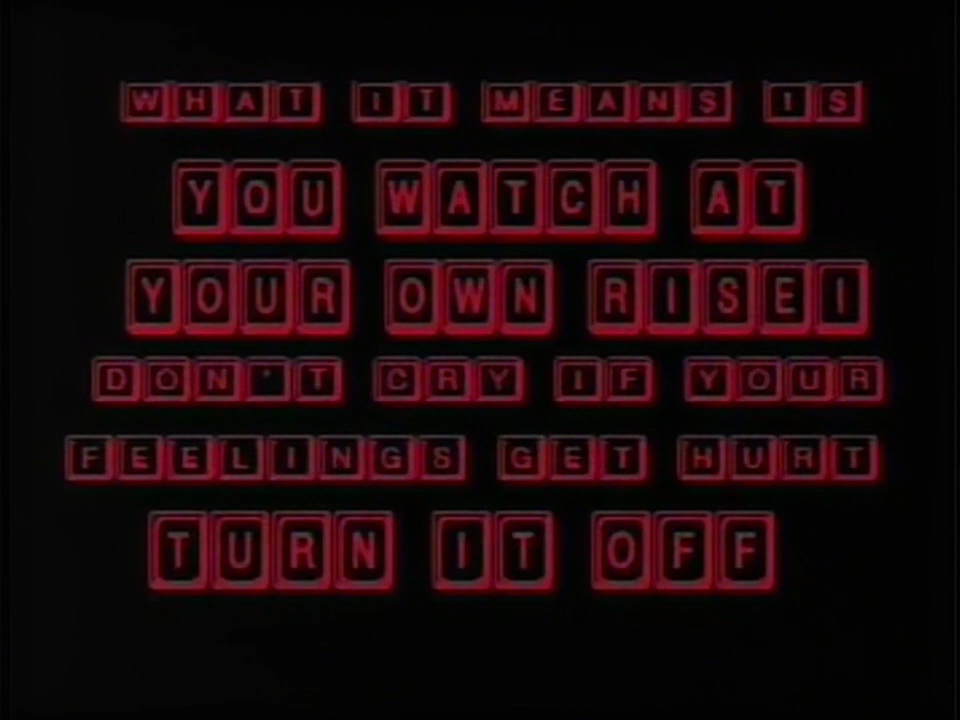 WHAT IT MEANS IS
YOU WATCH AT
YOUR OWN RISEI
DON'T CRY IF YOUR
FEELINGS GET HURT
TURN IT OFF